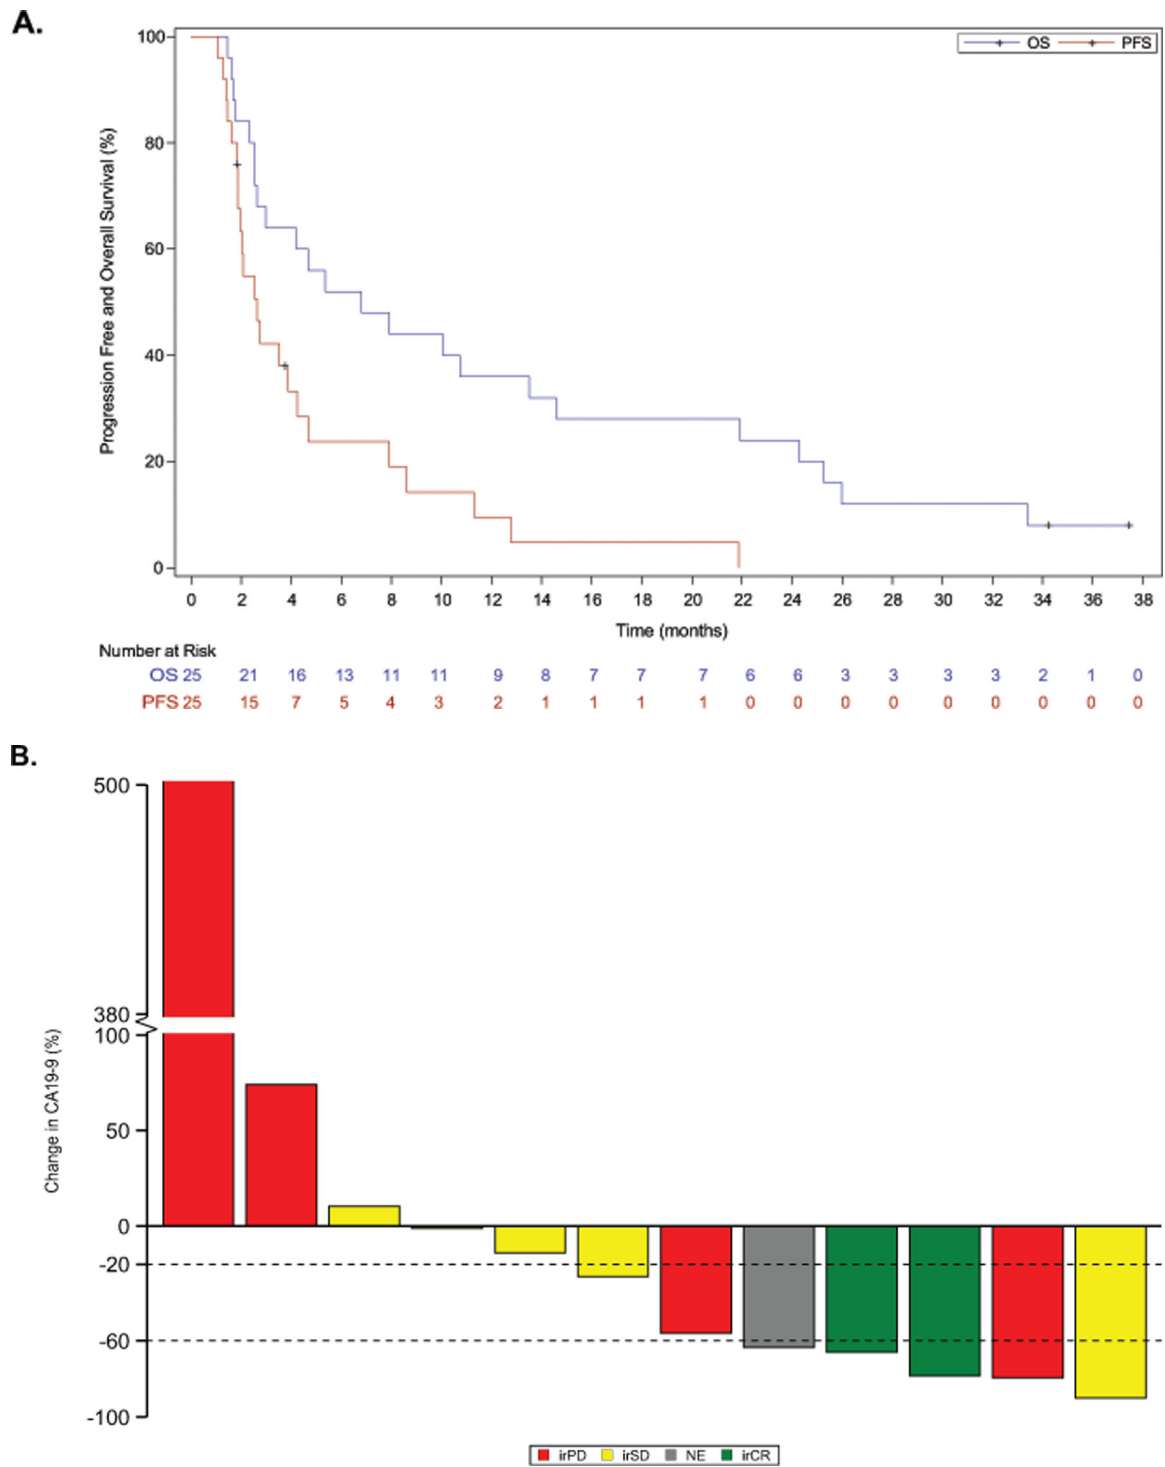 A.
OS PFS
Progression Free and Overall Survival (%)
100
80
60
40
20
0
0 2 4 6 8 10 12 14 16 18 20 22 24 26 28 30 32 34 36 38
Time (months)
Number at Risk
OS 25 21 16 13 11 11 9 8 7 7 7 6 6 3 3 3 3 2 1 0
PFS 25 15 7 5 4 3 2 1 1 1 1 0 0 0 0 0 0 0 0 0
B.
Change in CA19-9 (%)
500
380
100
50
0
-20
-60
-100
irPD irSD NE irCR